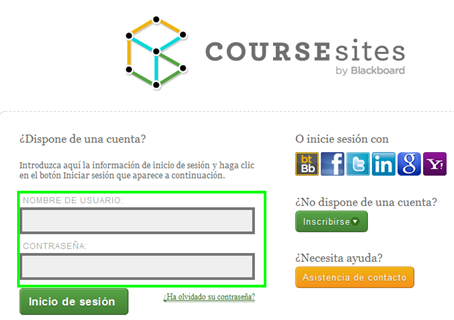 COURSEsites
by Blackboard
¿Dispone de una cuenta?
Introduzca aquí la información de inicio de sesión y haga clic
en el botón Iniciar sesión que aparece a continuación.
NOMBRE DE USUARIO:
CONTRASEÑA:
Inicio de sesión
¿Ha olvidado su contraseña?
O inicie sesión con
bt
Bb
f
t
in
g
Y!
¿No dispone de una cuenta?
Inscribirse
¿Necesita ayuda?
Asistencia de contacto